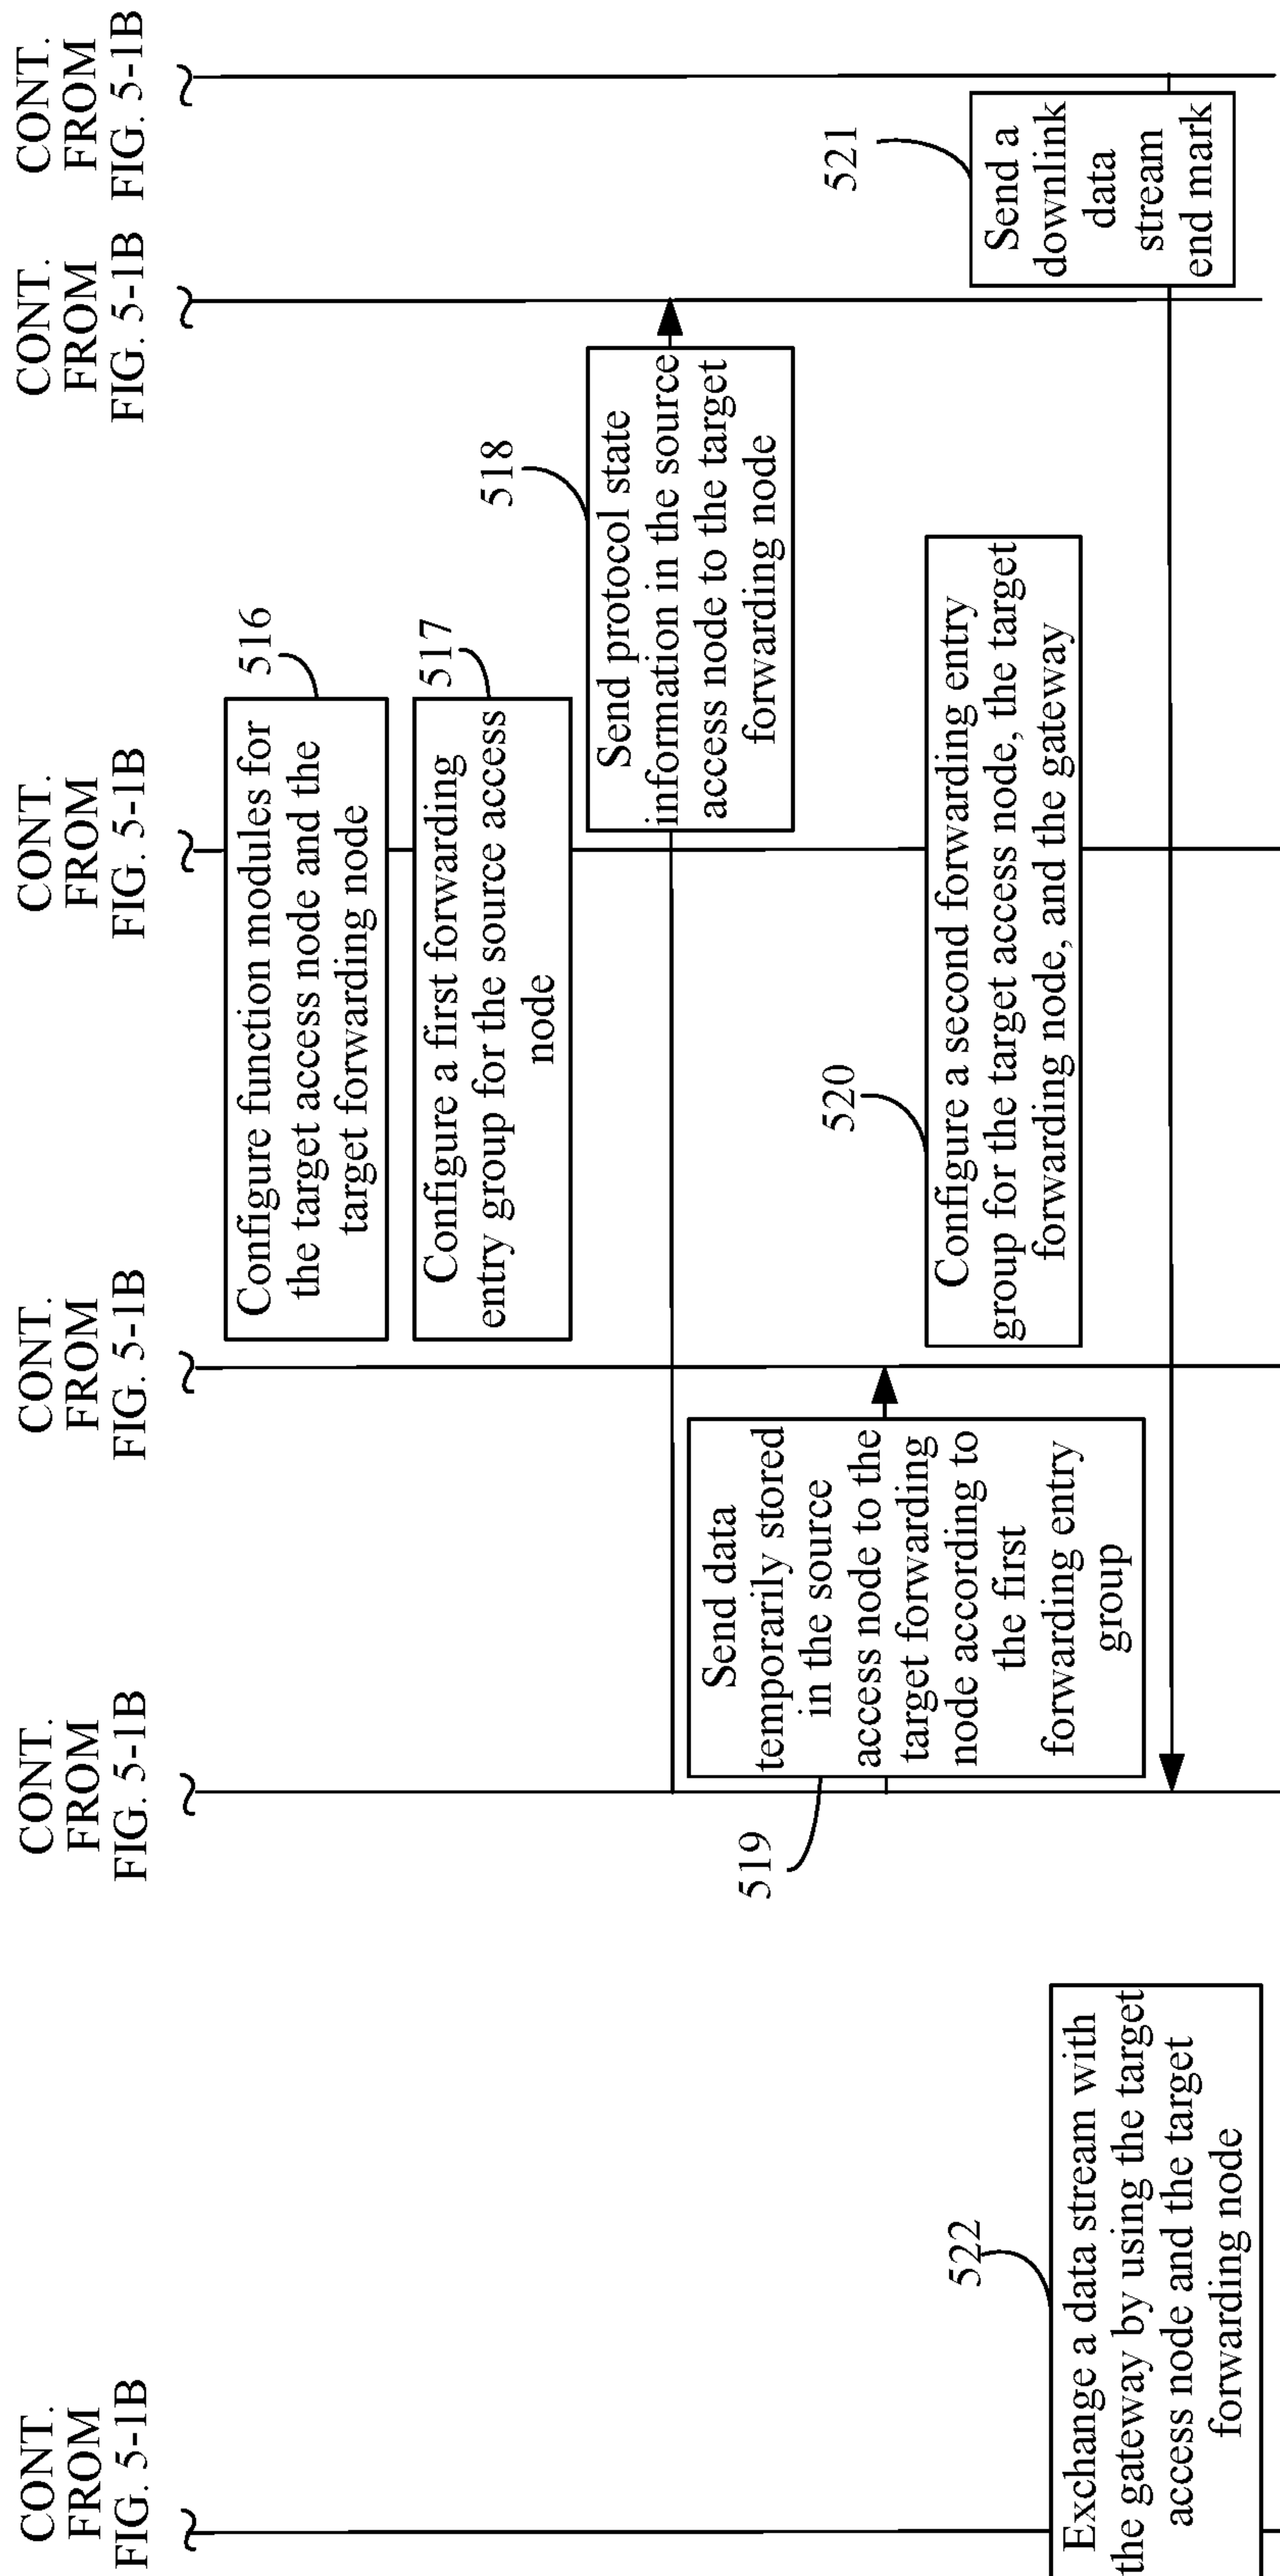 CONT.
FROM
FIG. 5-1B
CONT.
FROM
FIG. 5-1B
CONT.
FROM
FIG. 5-1B
CONT.
FROM
FIG. 5-1B
CONT.
FROM
FIG. 5-1B
CONT.
FROM
FIG. 5-1B
516
Configure function modules for
the target access node and the
target forwarding node
517
Configure a first forwarding
entry group for the source access
node
518
Send protocol state
information in the source
access node to the target
forwarding node
519
Send data
temporarily stored
in the source
access node to the
target forwarding
node according to
the first
forwarding entry
group
520
Configure a second forwarding entry
group for the target access node, the target
forwarding node, and the gateway
521
Send a
downlink
data
stream
end mark
522
Exchange a data stream with
the gateway by using the target
access node and the target
forwarding node